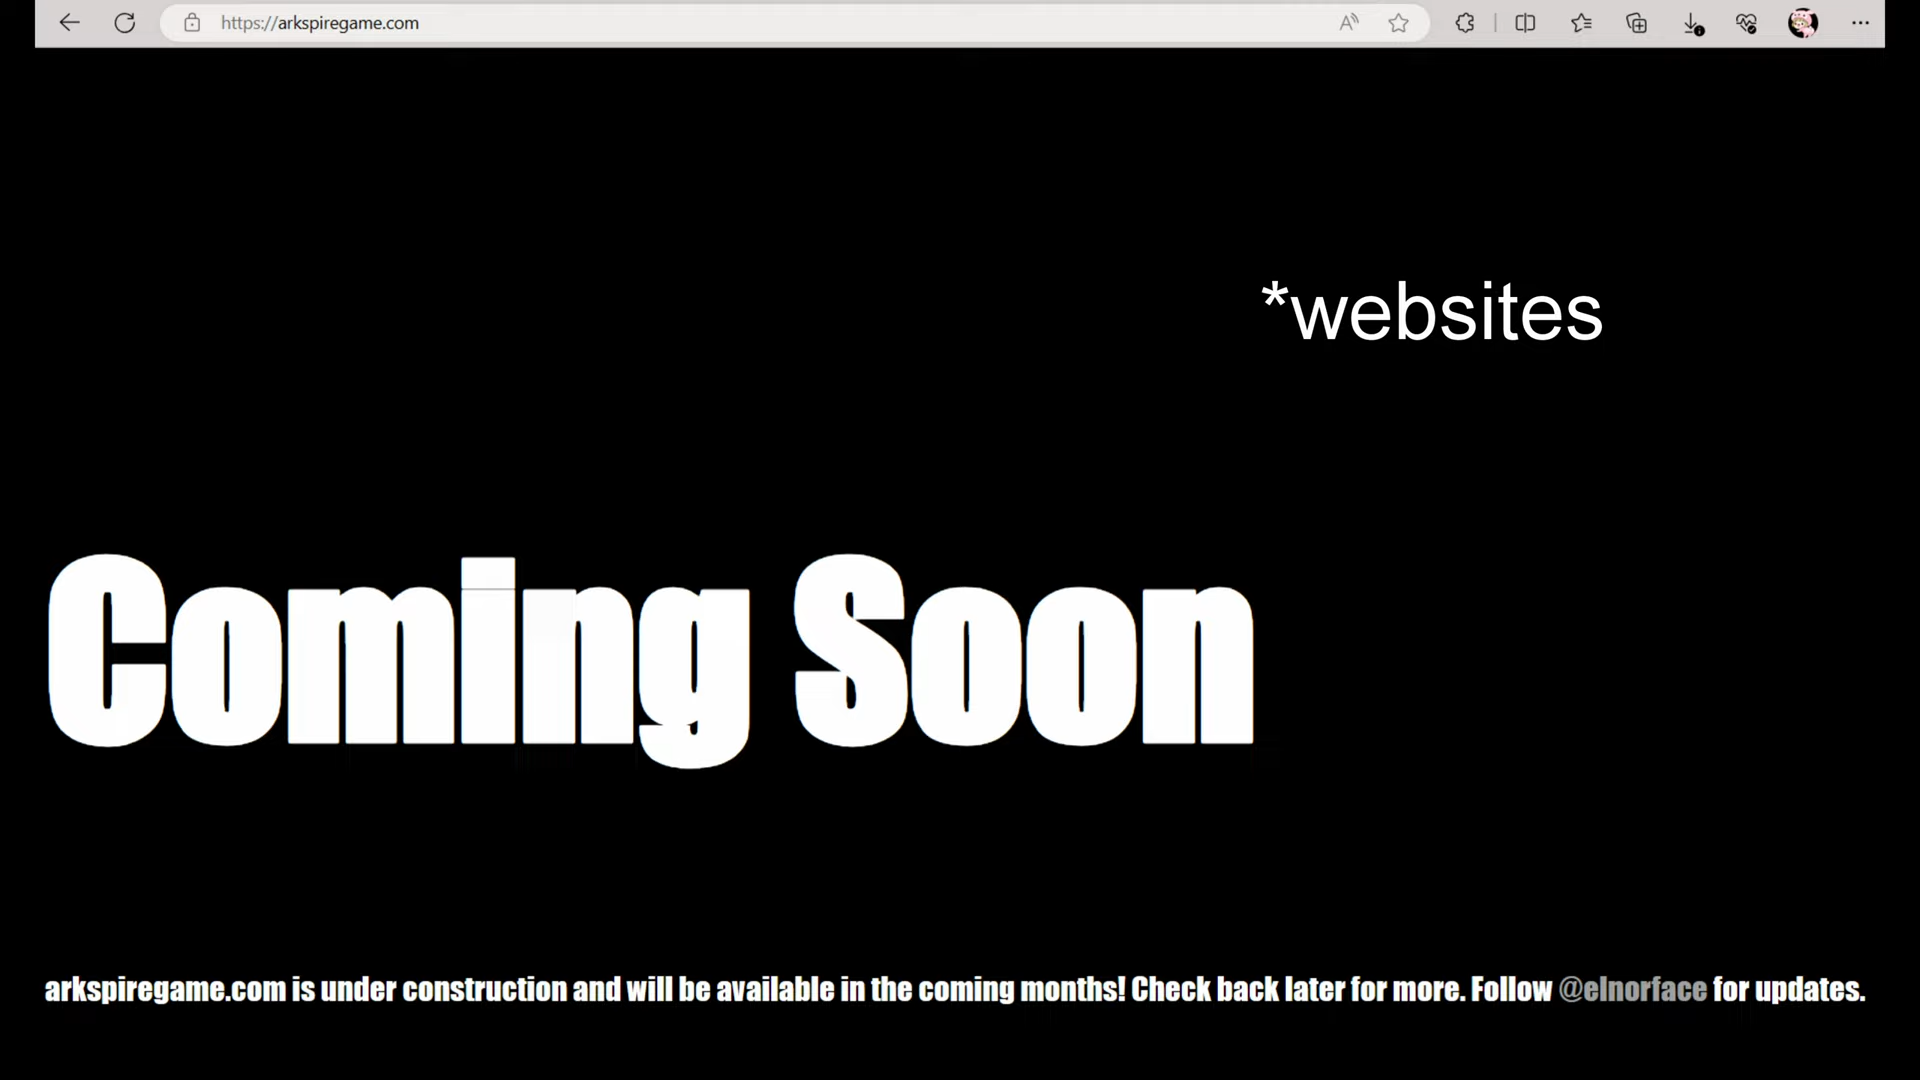 https://arkspiregame.com
*websites
Coming Soon
arkspiregame.com is under construction and will be available in the coming months! Check back later for more. Follow @elnorface for updates.